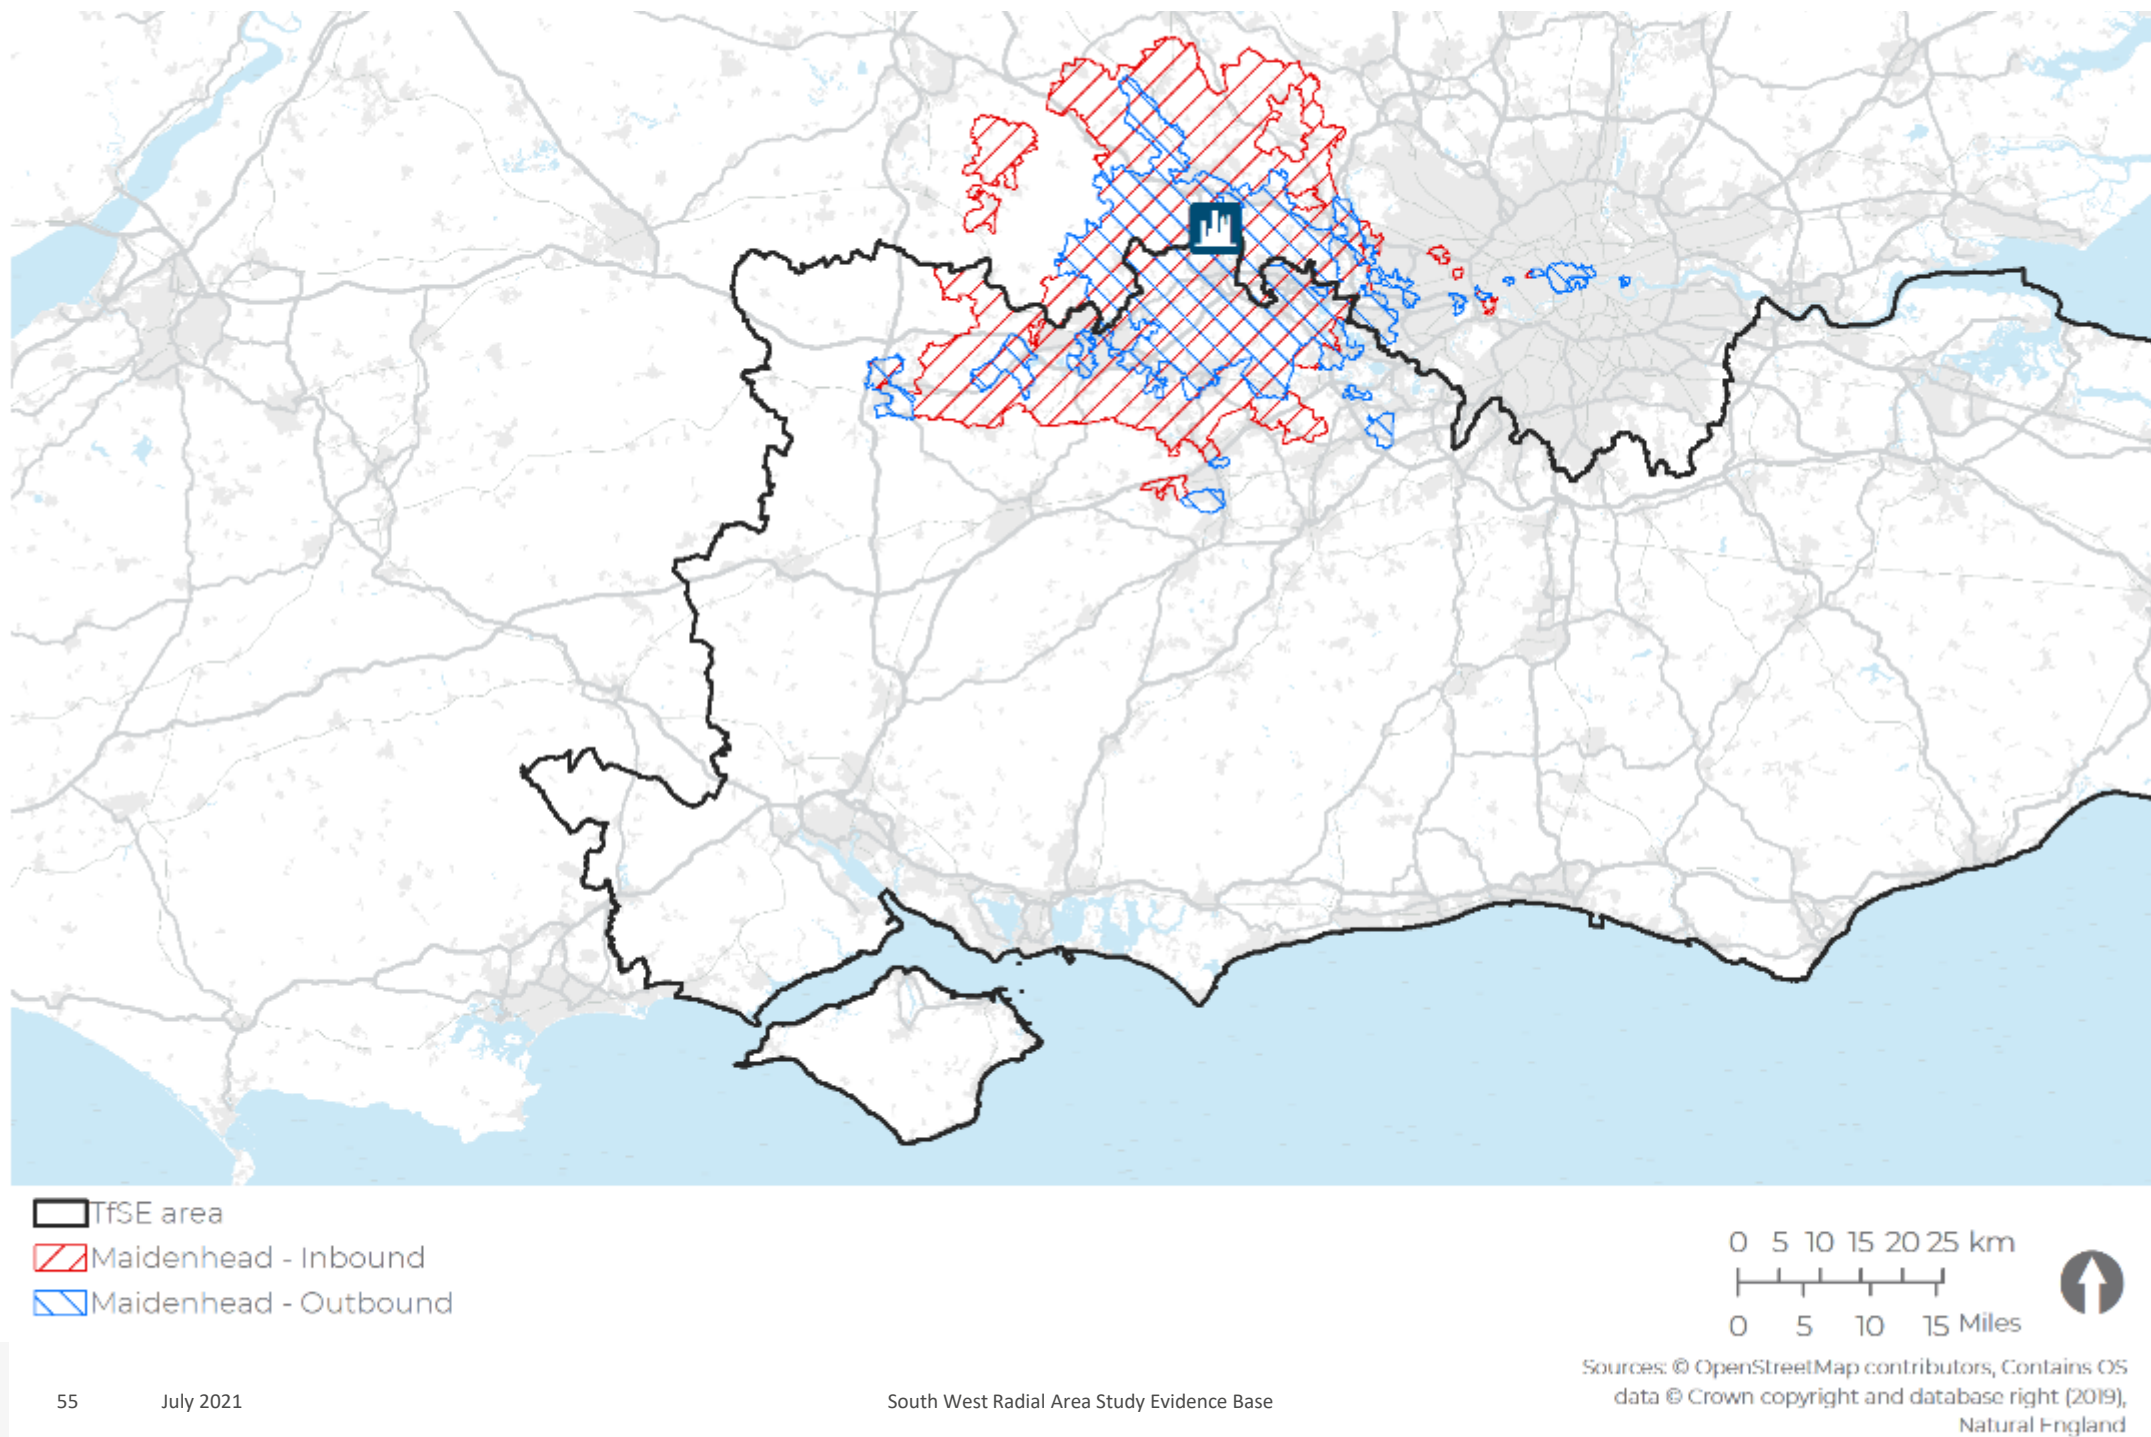 TfSE area
Maidenhead - Inbound
Maidenhead - Outbound
0 5 10 15 20 25 km
0 5 10 15 Miles
Sources: © OpenStreetMap contributors, Contains OS
data © Crown copyright and database right (2019),
Natural England
55 July 2021 South West Radial Area Study Evidence Base